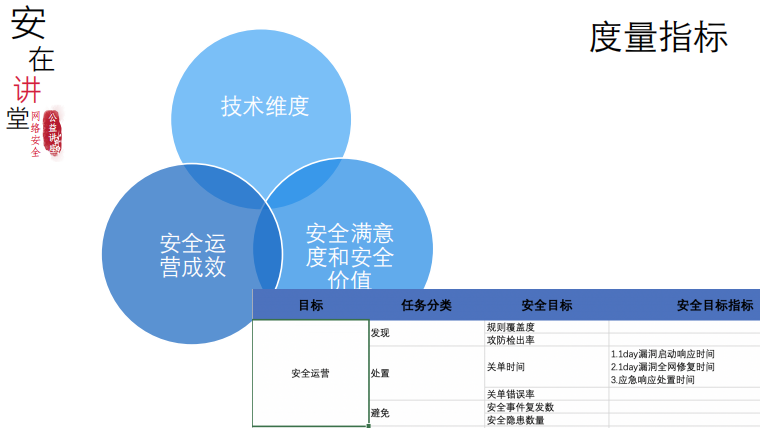 安在讲堂
网络安全
公益讲座
度量指标
技术维度
安全运
营成效
安全满意
度和安全
价值
目标 任务分类 安全目标 安全目标指标
安全运营
发现
规则覆盖度
攻防检出率
处置
关单时间
1.1day漏洞启动响应时间
2.1day漏洞全网修复时间
3.应急响应处置时间
关单错误率
避免
安全事件复发数
安全隐患数量